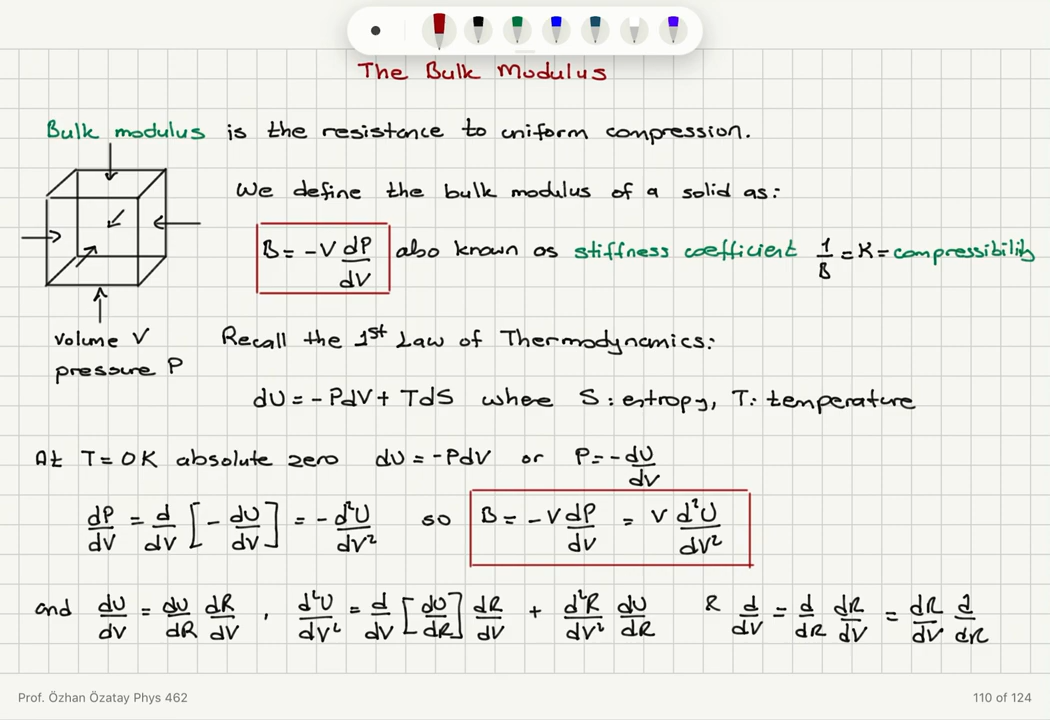 The Bulk Modulus
Bulk modulus is the resistance to uniform compression.
We define the bulk modulus of a solid as:
B = -V dP/dV also known as stiffness coefficient 1/B = K = compressibility
Volume V
pressure P
Recall the 1st Law of Thermodynamics:
dU = - PdV + TdS where S : entropy, T: temperature
At T = 0 K absolute zero dU = -PdV or P = - dU/dV
dP/dV = d/dV [- dU/dV] = - d²U/dV² so B = -V dP/dV = V d²U/dV²
and dU/dV = dU/dR dR/dV , d²U/dV² = d/dV [dU/dR] dR/dV + d²R/dV² dU/dR & d/dV = d/dR dR/dV = dR/dV d/dR
Prof. Özhan Özatay Phys 462
110 of 124